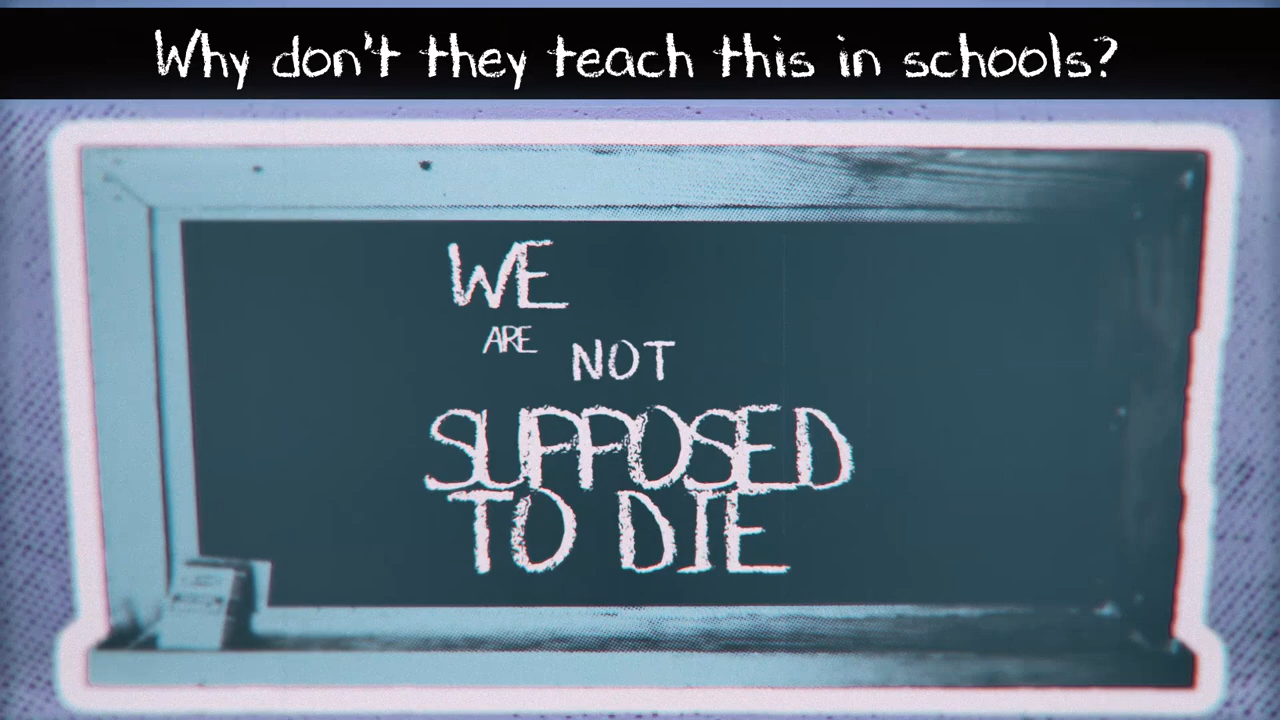 Why don't they teach this in schools?
WE
ARE NOT
SUPPOSED
TO DIE